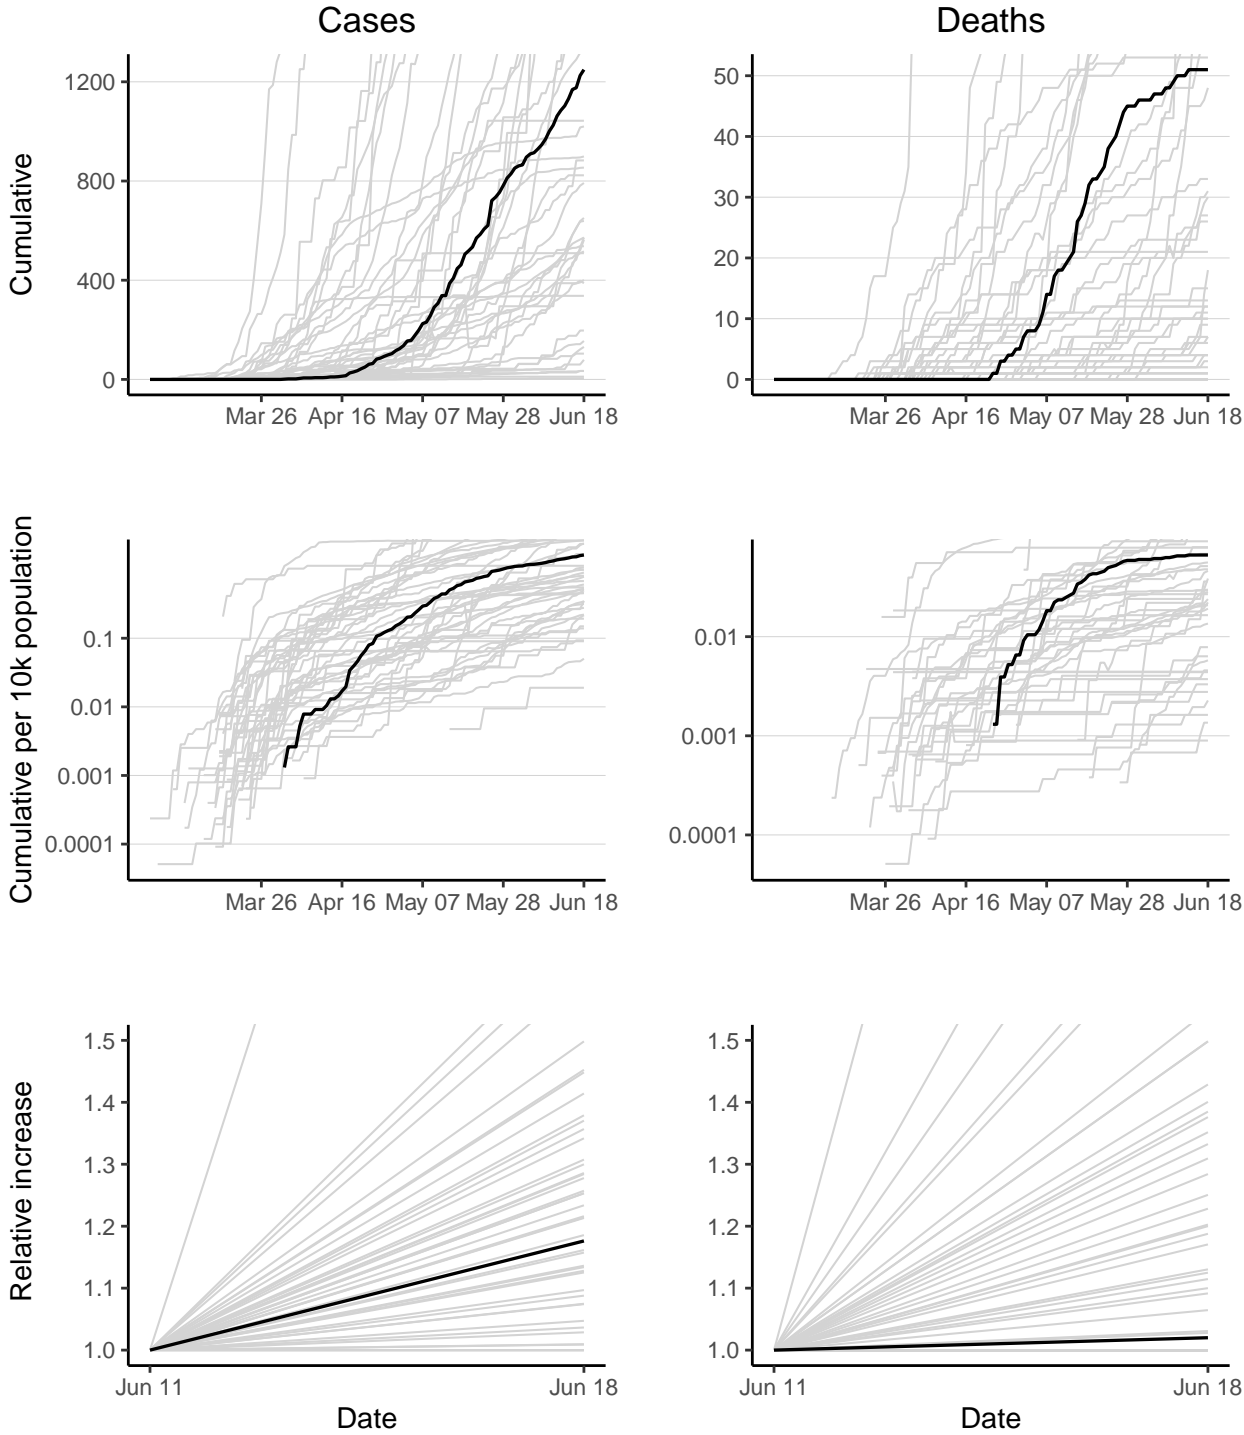 Cases
Deaths
Cumulative
1200
800
400
0
Mar 26 Apr 16 May 07 May 28 Jun 18
50
40
30
20
10
0
Mar 26 Apr 16 May 07 May 28 Jun 18
Cumulative per 10k population
0.1
0.01
0.001
0.0001
Mar 26 Apr 16 May 07 May 28 Jun 18
0.01
0.001
0.0001
Mar 26 Apr 16 May 07 May 28 Jun 18
Relative increase
1.5
1.4
1.3
1.2
1.1
1.0
Jun 11 Jun 18
Date
1.5
1.4
1.3
1.2
1.1
1.0
Jun 11 Jun 18
Date